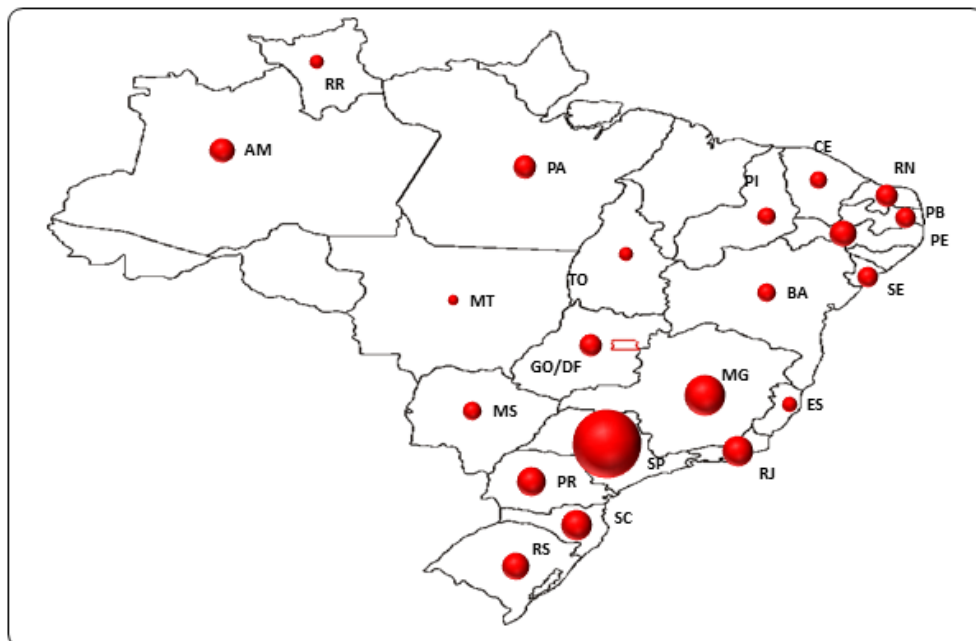 RR
CE
AM
PA
RN
PI
PB
PE
TO
SE
MT
BA
GO/DF
MG
MS
ES
SP
RJ
PR
SC
RS